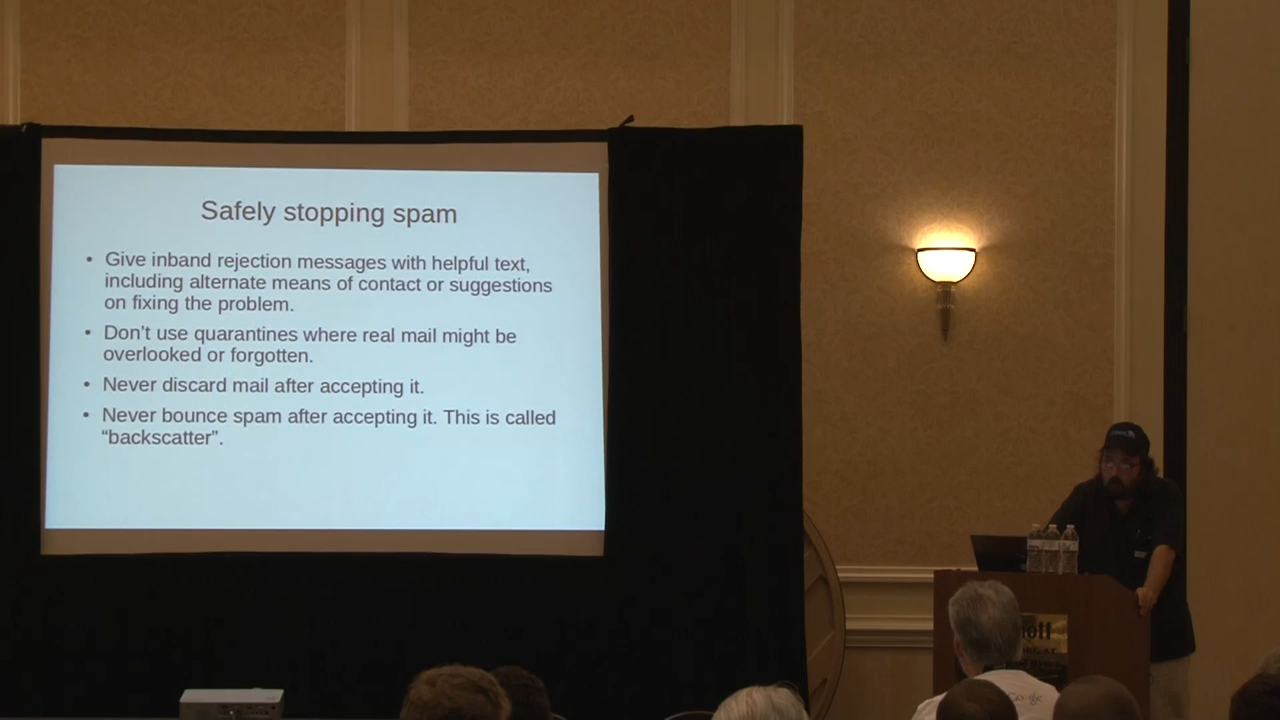 Safely stopping spam
• Give inband rejection messages with helpful text,
including alternate means of contact or suggestions
on fixing the problem.
• Don't use quarantines where real mail might be
overlooked or forgotten.
• Never discard mail after accepting it.
• Never bounce spam after accepting it. This is called
“backscatter”.